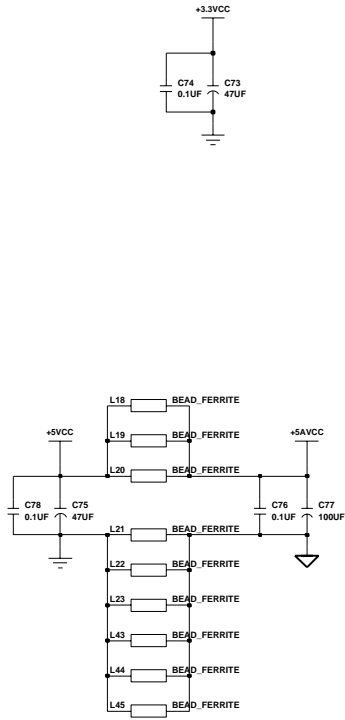 +3.3VCC
C74
0.1UF
C73
47UF
L18
BEAD_FERRITE
+5VCC
L19
BEAD_FERRITE
+5AVCC
L20
BEAD_FERRITE
C78
0.1UF
C75
47UF
C76
0.1UF
C77
100UF
L21
BEAD_FERRITE
L22
BEAD_FERRITE
L23
BEAD_FERRITE
L43
BEAD_FERRITE
L44
BEAD_FERRITE
L45
BEAD_FERRITE